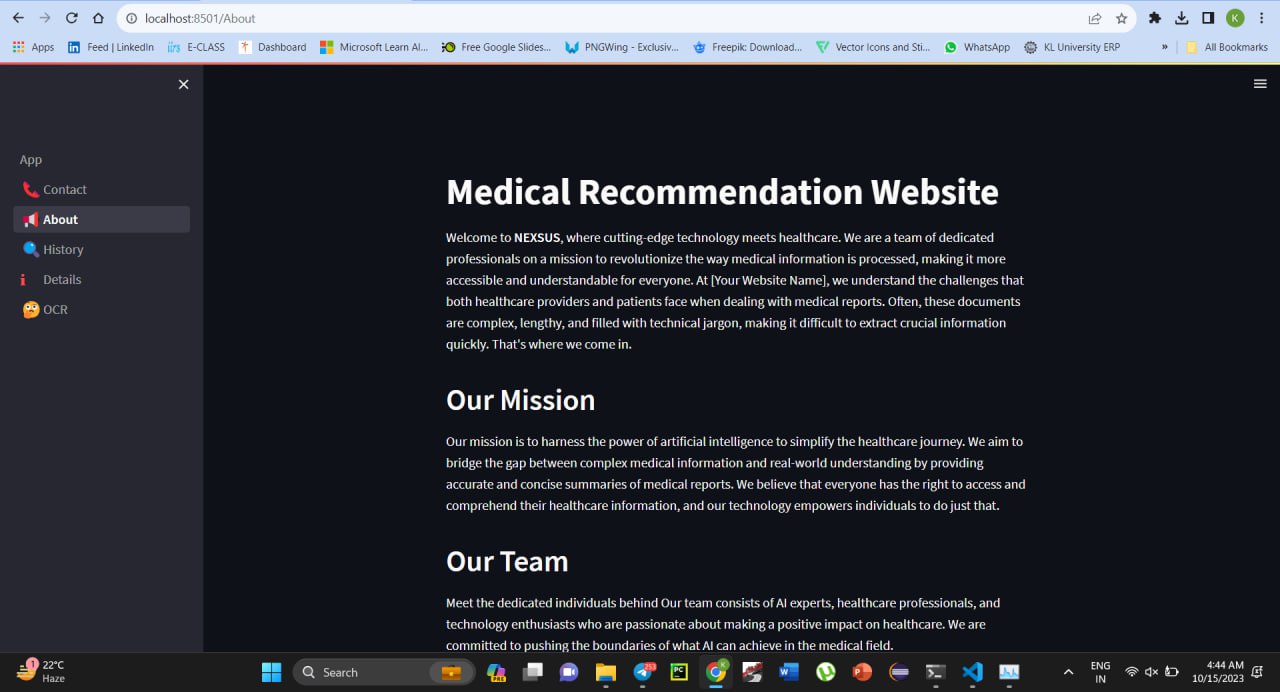 localhost:8501/About
K
Apps
Feed | LinkedIn
E-CLASS
Dashboard
Microsoft Learn Al...
Free Google Slides...
PNGWing - Exclusiv...
Freepik: Download...
Vector Icons and Sti...
WhatsApp
KL University ERP
»
All Bookmarks
App
Contact
About
History
Details
OCR
Medical Recommendation Website
Welcome to NEXSUS, where cutting-edge technology meets healthcare. We are a team of dedicated
professionals on a mission to revolutionize the way medical information is processed, making it more
accessible and understandable for everyone. At [Your Website Name], we understand the challenges that
both healthcare providers and patients face when dealing with medical reports. Often, these documents
are complex, lengthy, and filled with technical jargon, making it difficult to extract crucial information
quickly. That's where we come in.
Our Mission
Our mission is to harness the power of artificial intelligence to simplify the healthcare journey. We aim to
bridge the gap between complex medical information and real-world understanding by providing
accurate and concise summaries of medical reports. We believe that everyone has the right to access and
comprehend their healthcare information, and our technology empowers individuals to do just that.
Our Team
Meet the dedicated individuals behind Our team consists of AI experts, healthcare professionals, and
technology enthusiasts who are passionate about making a positive impact on healthcare. We are
committed to pushing the boundaries of what AI can achieve in the medical field.
1
22°C
Haze
Search
PRE
253
PC
K
W
P
ENG
IN
4:44 AM
10/15/2023